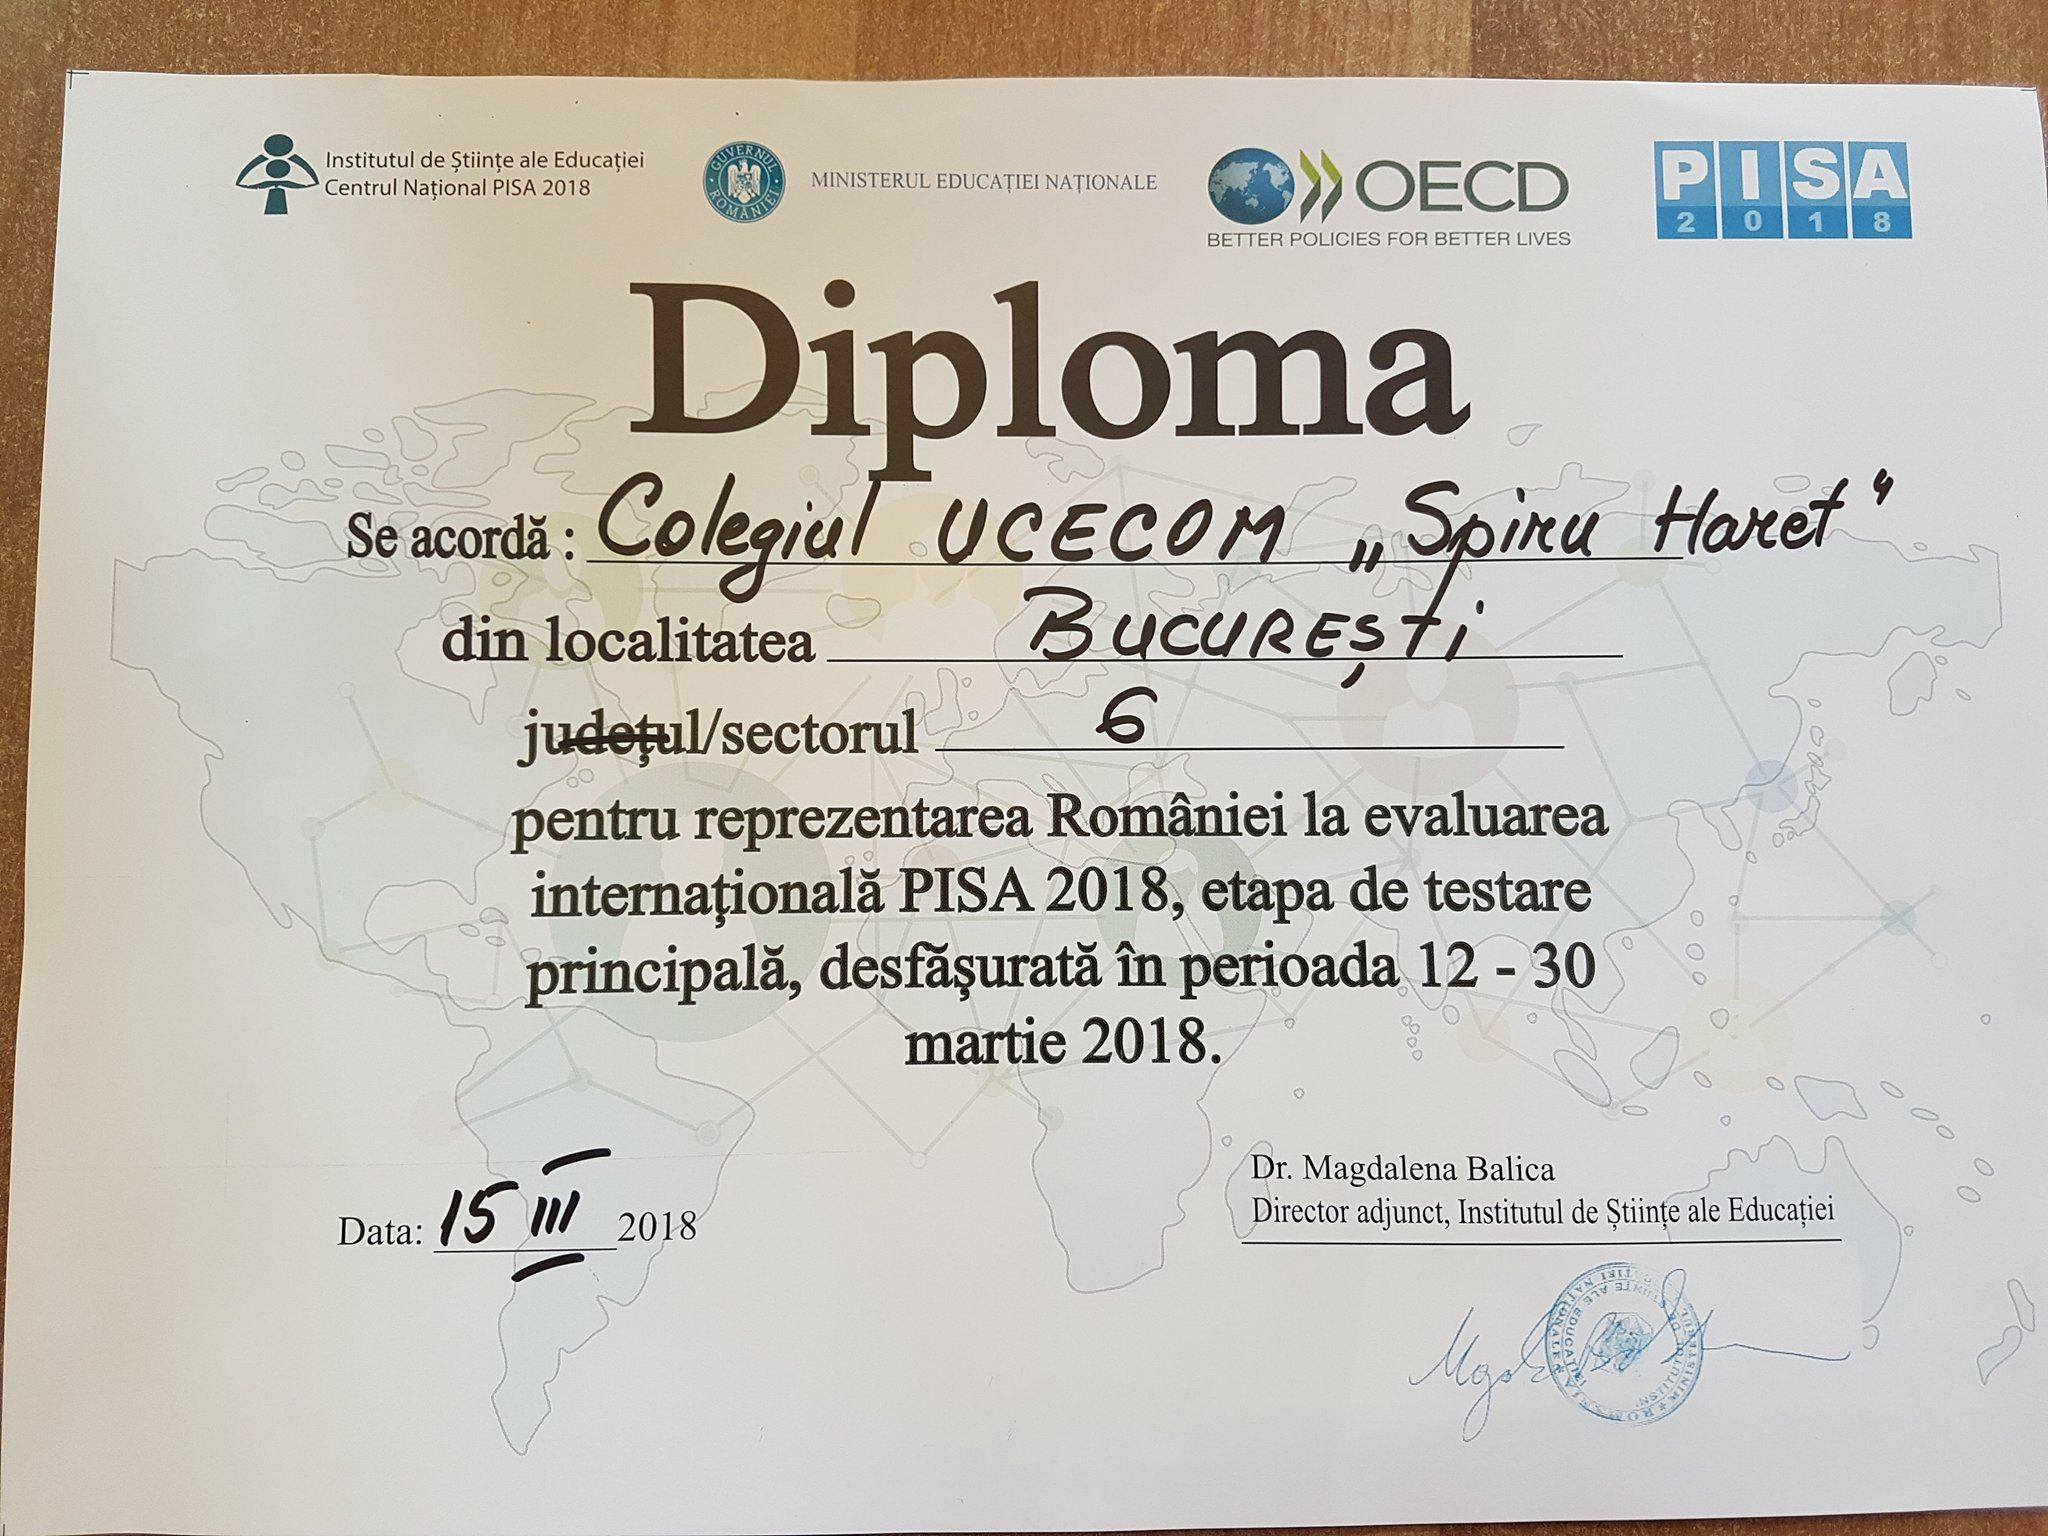 Institutul de Științe ale Educației
Centrul Național PISA 2018
GUVERNUL ROMÂNIEI
MINISTERUL EDUCAȚIEI NAȚIONALE
OECD
BETTER POLICIES FOR BETTER LIVES
PISA
2018
Diploma
Se acordă : Colegiul UCECOM „Spiru Haret"
din localitatea BUCUREȘTI
județul/sectorul 6
pentru reprezentarea României la evaluarea
internațională PISA 2018, etapa de testare
principală, desfășurată în perioada 12 - 30
martie 2018.
Dr. Magdalena Balica
Director adjunct, Institutul de Științe ale Educației
Data: 15 III 2018